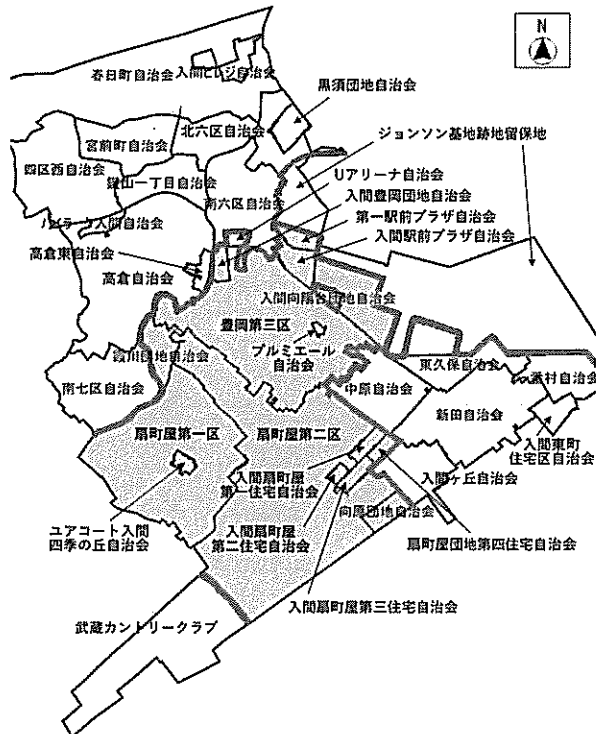 N
春日町自治会
入間ビレジ自治会
黒須団地自治会
北六区自治会
ジョンソン基地跡地留保地
宮前町自治会
四区西自治会
鍵山一丁目自治会
Uアリーナ自治会
南六区自治会
入間豊岡団地自治会
第一駅前プラザ自治会
ハイラーク入間自治会
高倉東自治会
入間駅前プラザ自治会
高倉自治会
入間向陽台団地自治会
豊岡第三区
プルミエール
自治会
霞川団地自治会
東久保自治会
南七区自治会
中原自治会
新田自治会
扇町屋第一区
扇町屋第二区
入間東町
住宅区自治会
入間扇町屋
第一住宅自治会
入間ヶ丘自治会
ユアコート入間
四季の丘自治会
入間扇町屋
第二住宅自治会
向原団地自治会
扇町屋団地第四住宅自治会
入間扇町屋第三住宅自治会
武蔵カントリークラブ